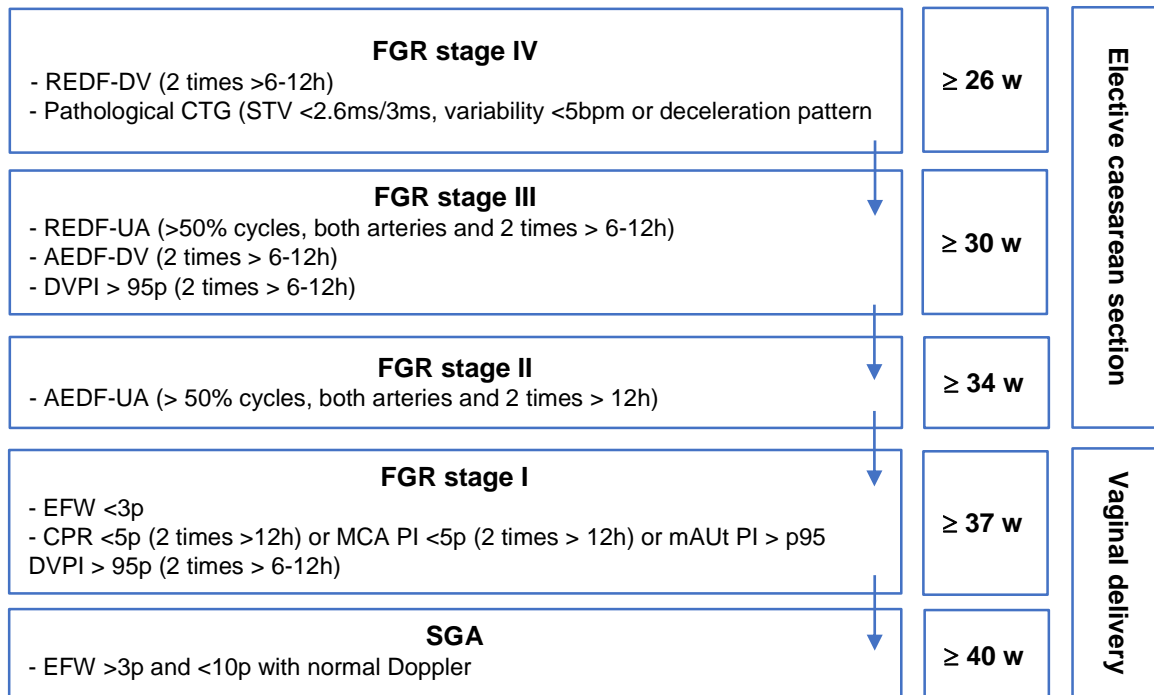 FGR stage IV
- REDF-DV (2 times >6-12h)
- Pathological CTG (STV <2.6ms/3ms, variability <5bpm or deceleration pattern
≥ 26 w
FGR stage III
- REDF-UA (>50% cycles, both arteries and 2 times > 6-12h)
- AEDF-DV (2 times > 6-12h)
- DVPI > 95p (2 times > 6-12h)
≥ 30 w
FGR stage II
- AEDF-UA (> 50% cycles, both arteries and 2 times > 12h)
≥ 34 w
Elective caesarean section
FGR stage I
- EFW <3p
- CPR <5p (2 times >12h) or MCA PI <5p (2 times > 12h) or mAUt PI > p95
DVPI > 95p (2 times > 6-12h)
≥ 37 w
SGA
- EFW >3p and <10p with normal Doppler
≥ 40 w
Vaginal delivery